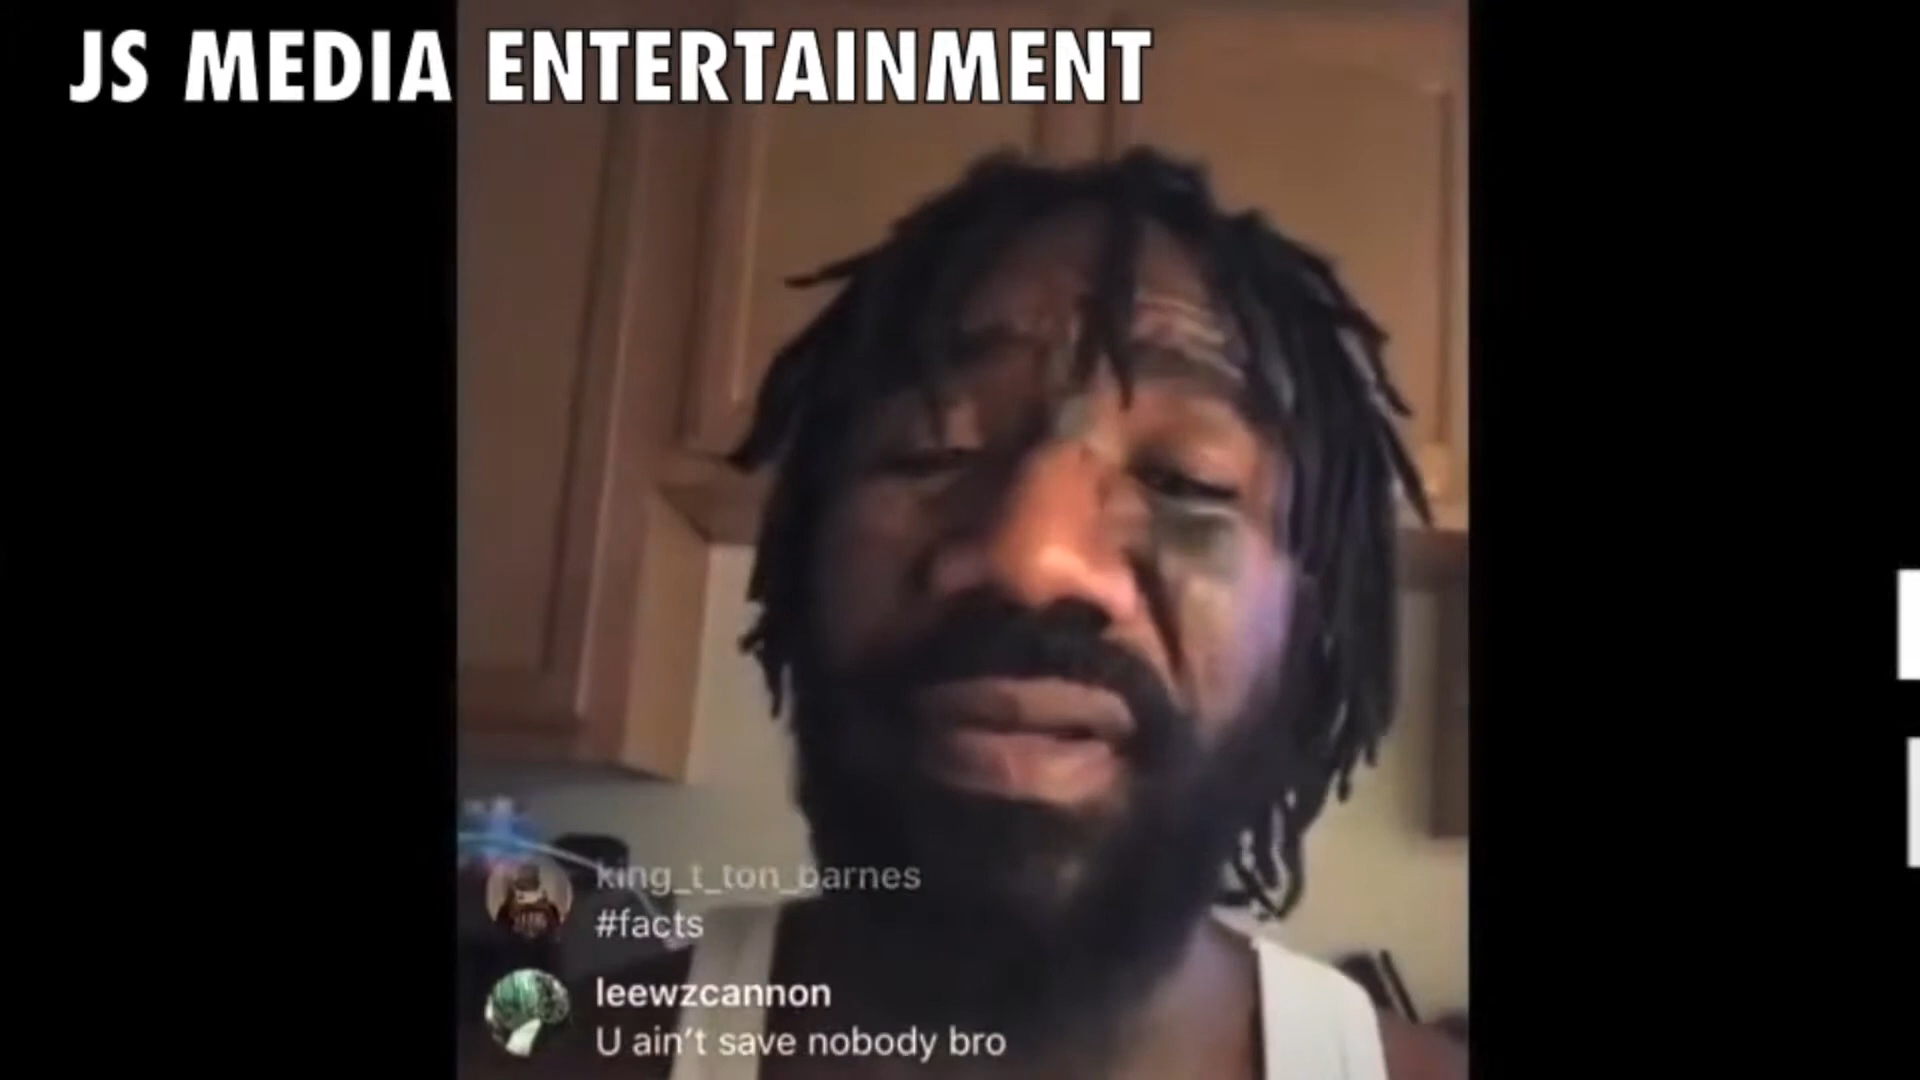 JS MEDIA ENTERTAINMENT
king_t_ton_barnes
#facts
leewzcannon
U ain't save nobody bro